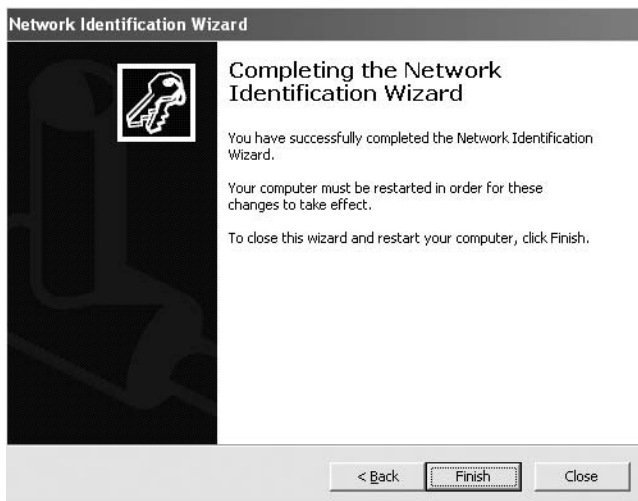 Network Identification Wizard
Completing the Network
Identification Wizard
You have successfully completed the Network Identification
Wizard.
Your computer must be restarted in order for these
changes to take effect.
To close this wizard and restart your computer, click Finish.
< Back
Finish
Close